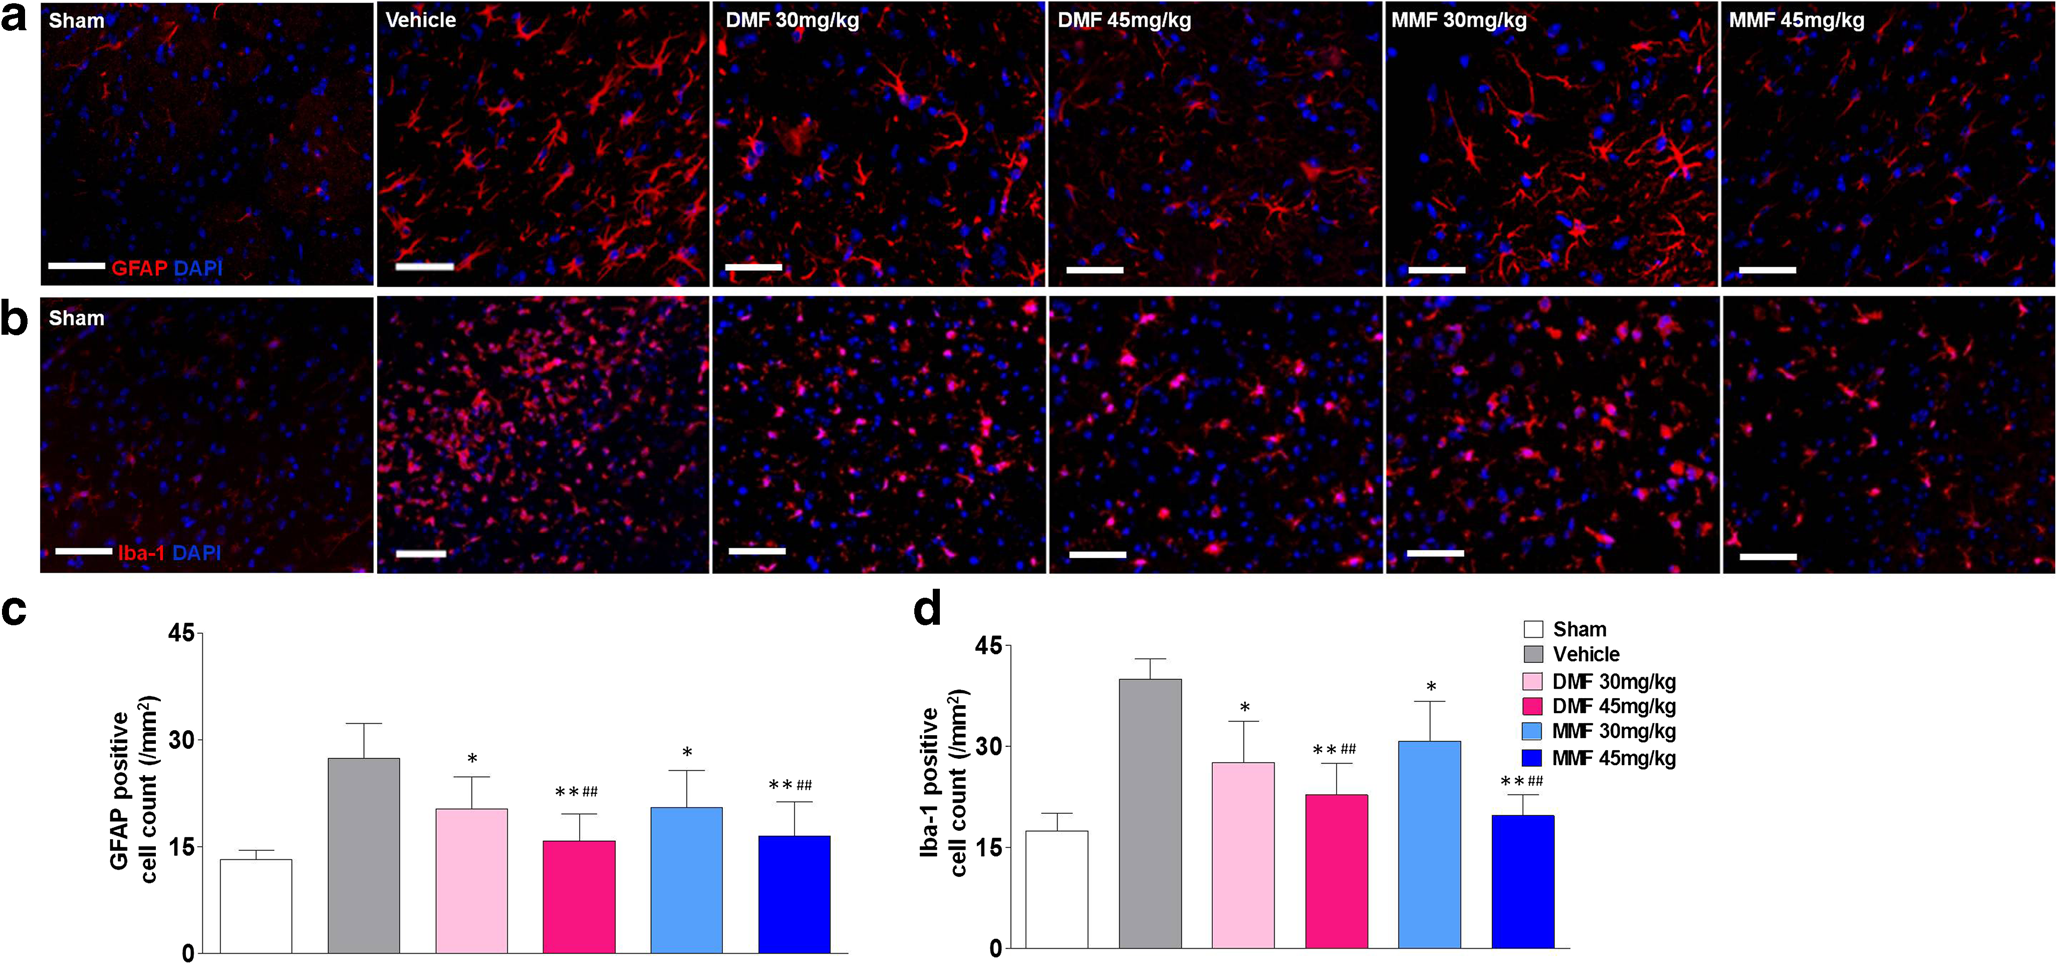 a
Sham
Vehicle
DMF 30mg/kg
DMF 45mg/kg
MMF 30mg/kg
MMF 45mg/kg
GFAP DAPI
b
Sham
Iba-1 DAPI
c
45
30
15
0
GFAP positive
cell count (/mm2)
*
**##
*
**##
d
45
30
15
0
Iba-1 positive
cell count (/mm2)
*
**##
*
**##
Sham
Vehicle
DMF 30mg/kg
DMF 45mg/kg
MMF 30mg/kg
MMF 45mg/kg